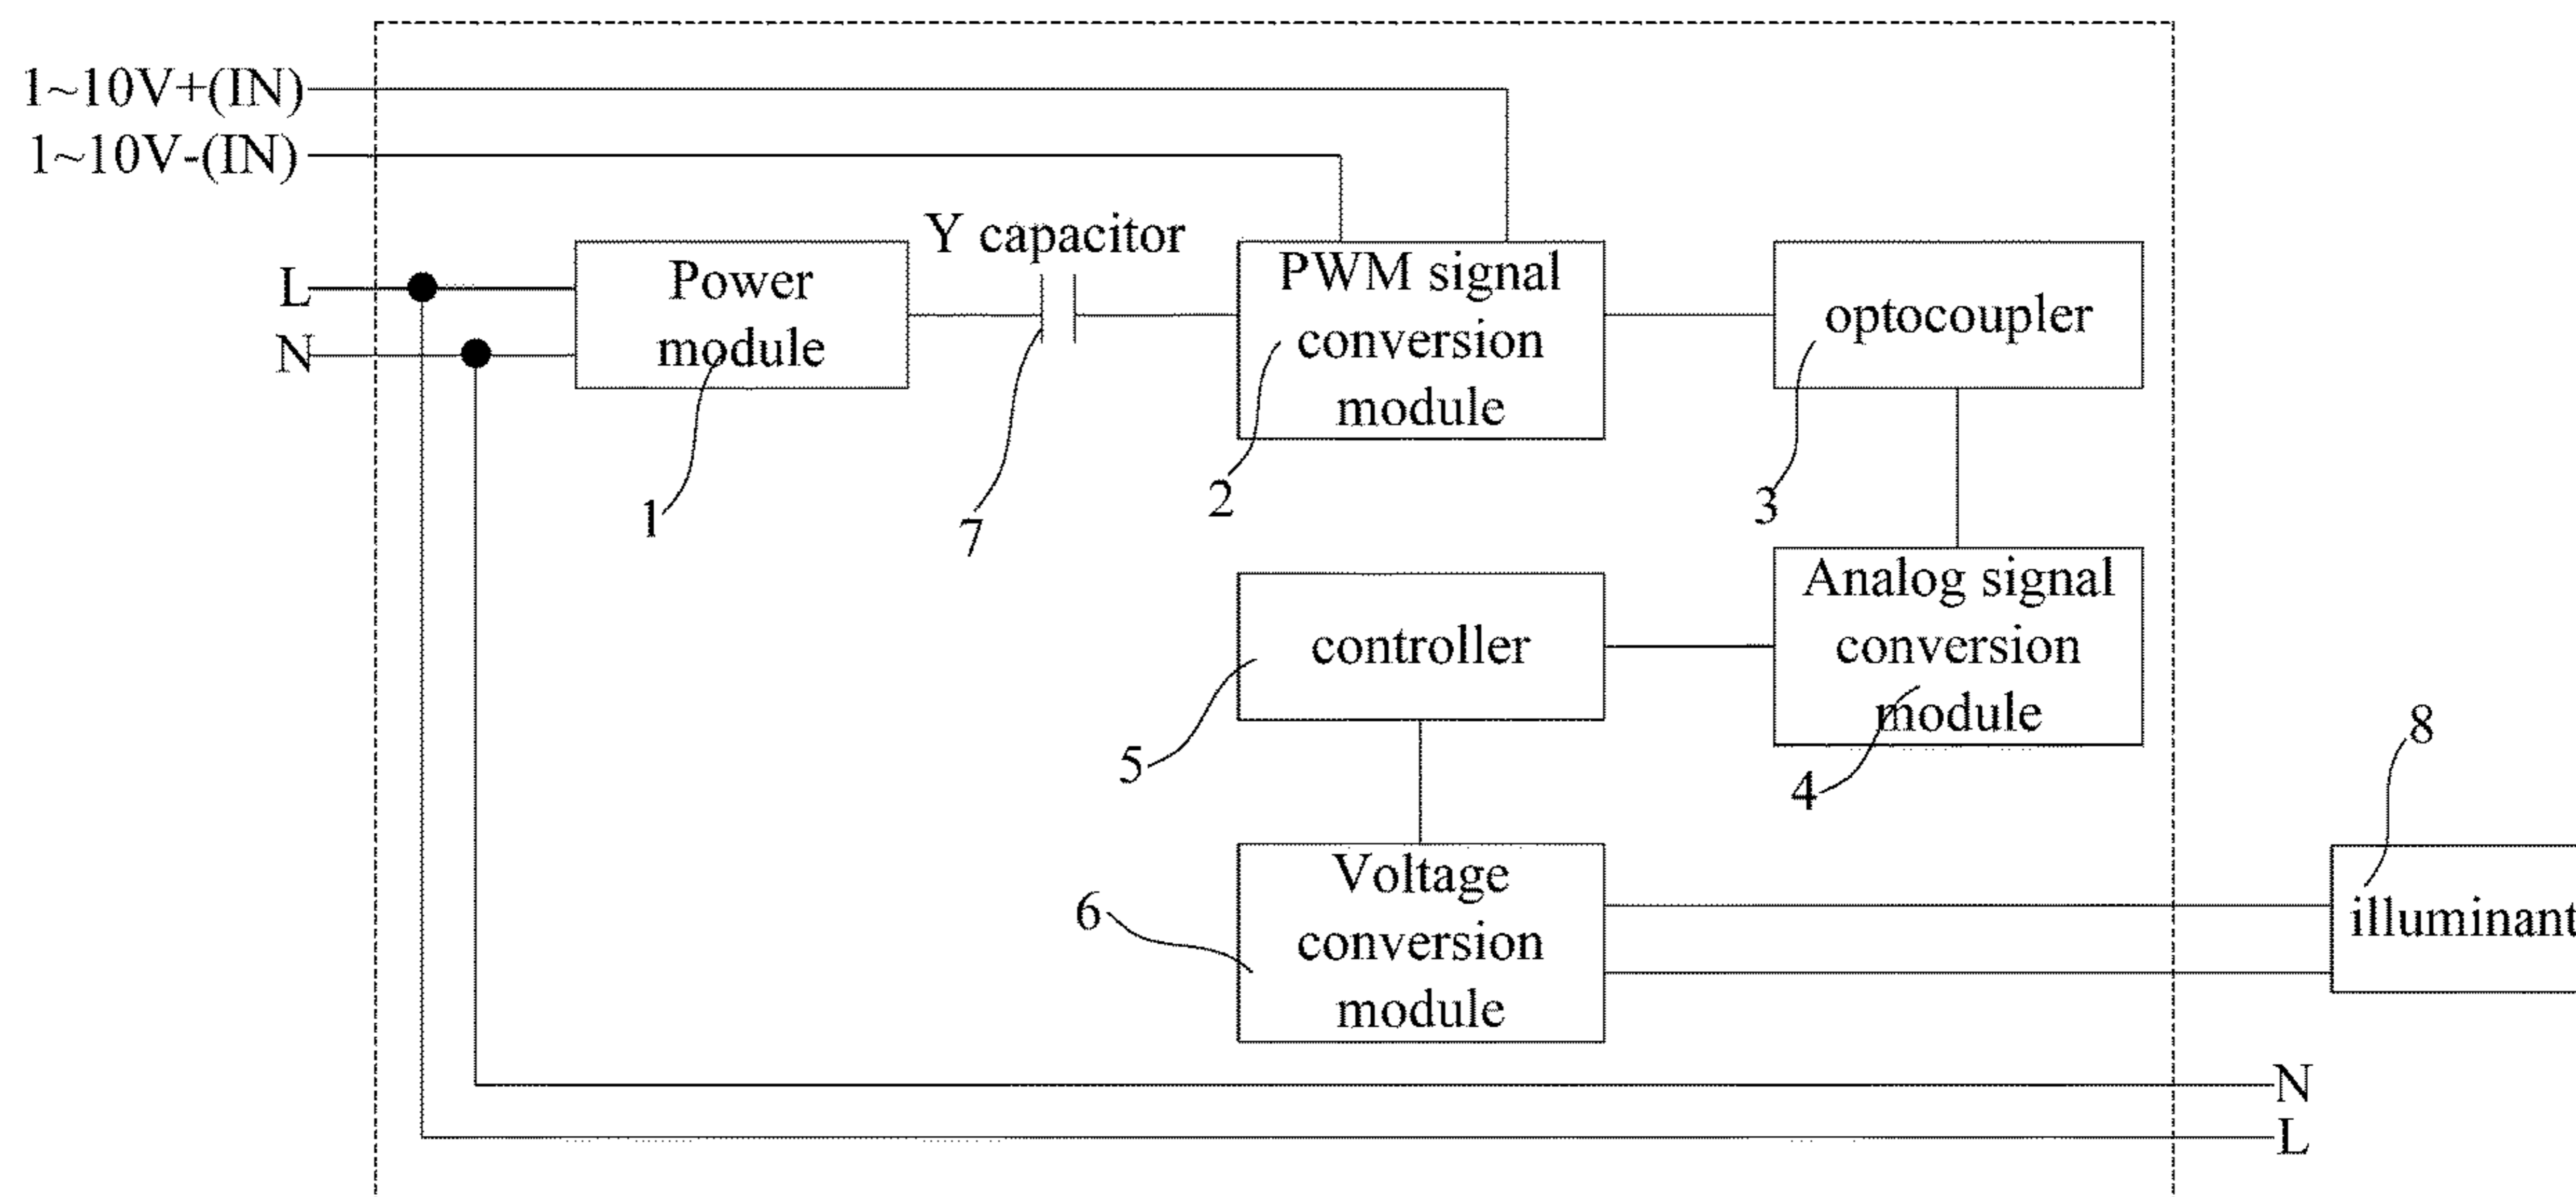 1~10V+(IN)
1~10V-(IN)
L
N
Power
module
Y capacitor
PWM signal
conversion
module
optocoupler
1
7
2
3
controller
Analog signal
conversion
module
5
4
8
Voltage
conversion
module
6
illuminant
N
L